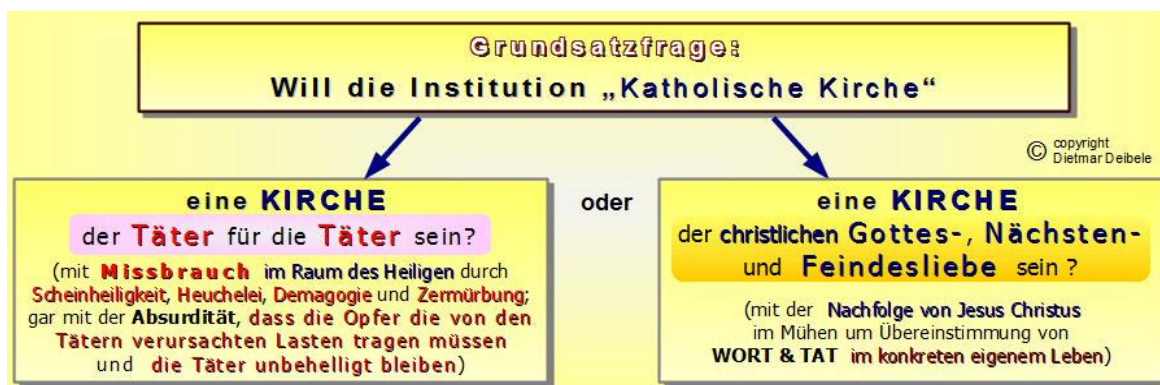 Grundsatzfrage:
Will die Institution „Katholische Kirche“
© copyright
Dietmar Deibele
eine KIRCHE
der Täter für die Täter sein?
(mit Missbrauch im Raum des Heiligen durch
Scheinheiligkeit, Heuchelei, Demagogie und Zermürbung;
gar mit der Absurdität, dass die Opfer die von den
Tätern verursachten Lasten tragen müssen
und die Täter unbehelligt bleiben)
oder
eine KIRCHE
der christlichen Gottes-, Nächsten-
und Feindesliebe sein ?
(mit der Nachfolge von Jesus Christus
im Mühen um Übereinstimmung von
WORT & TAT im konkreten eigenem Leben)